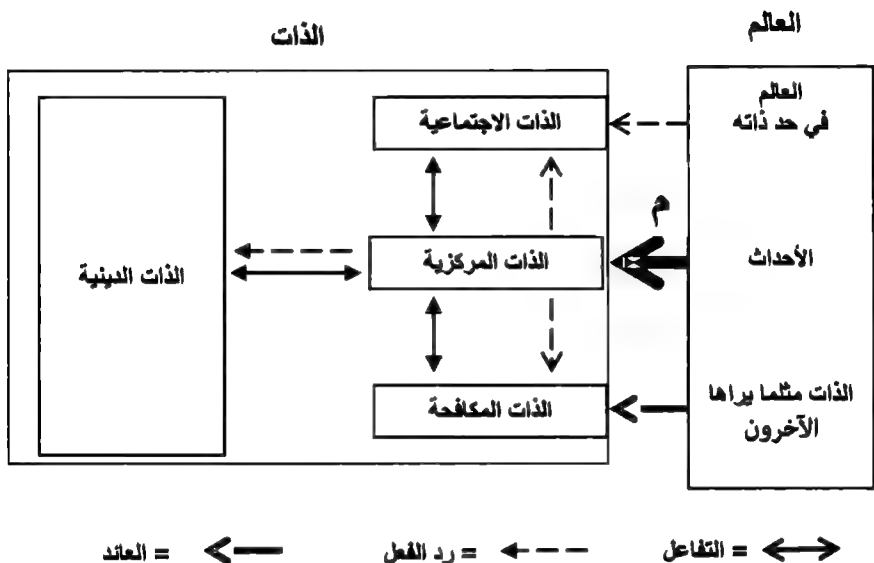 العالم
الذات
العالم
في حد ذاته
الذات الاجتماعية
م
الأحداث
الذات المركزية
الذات الدينية
الذات مثلما يراها
الآخرون
الذات المكافحة
= التفاعل
= رد الفعل
= العائد